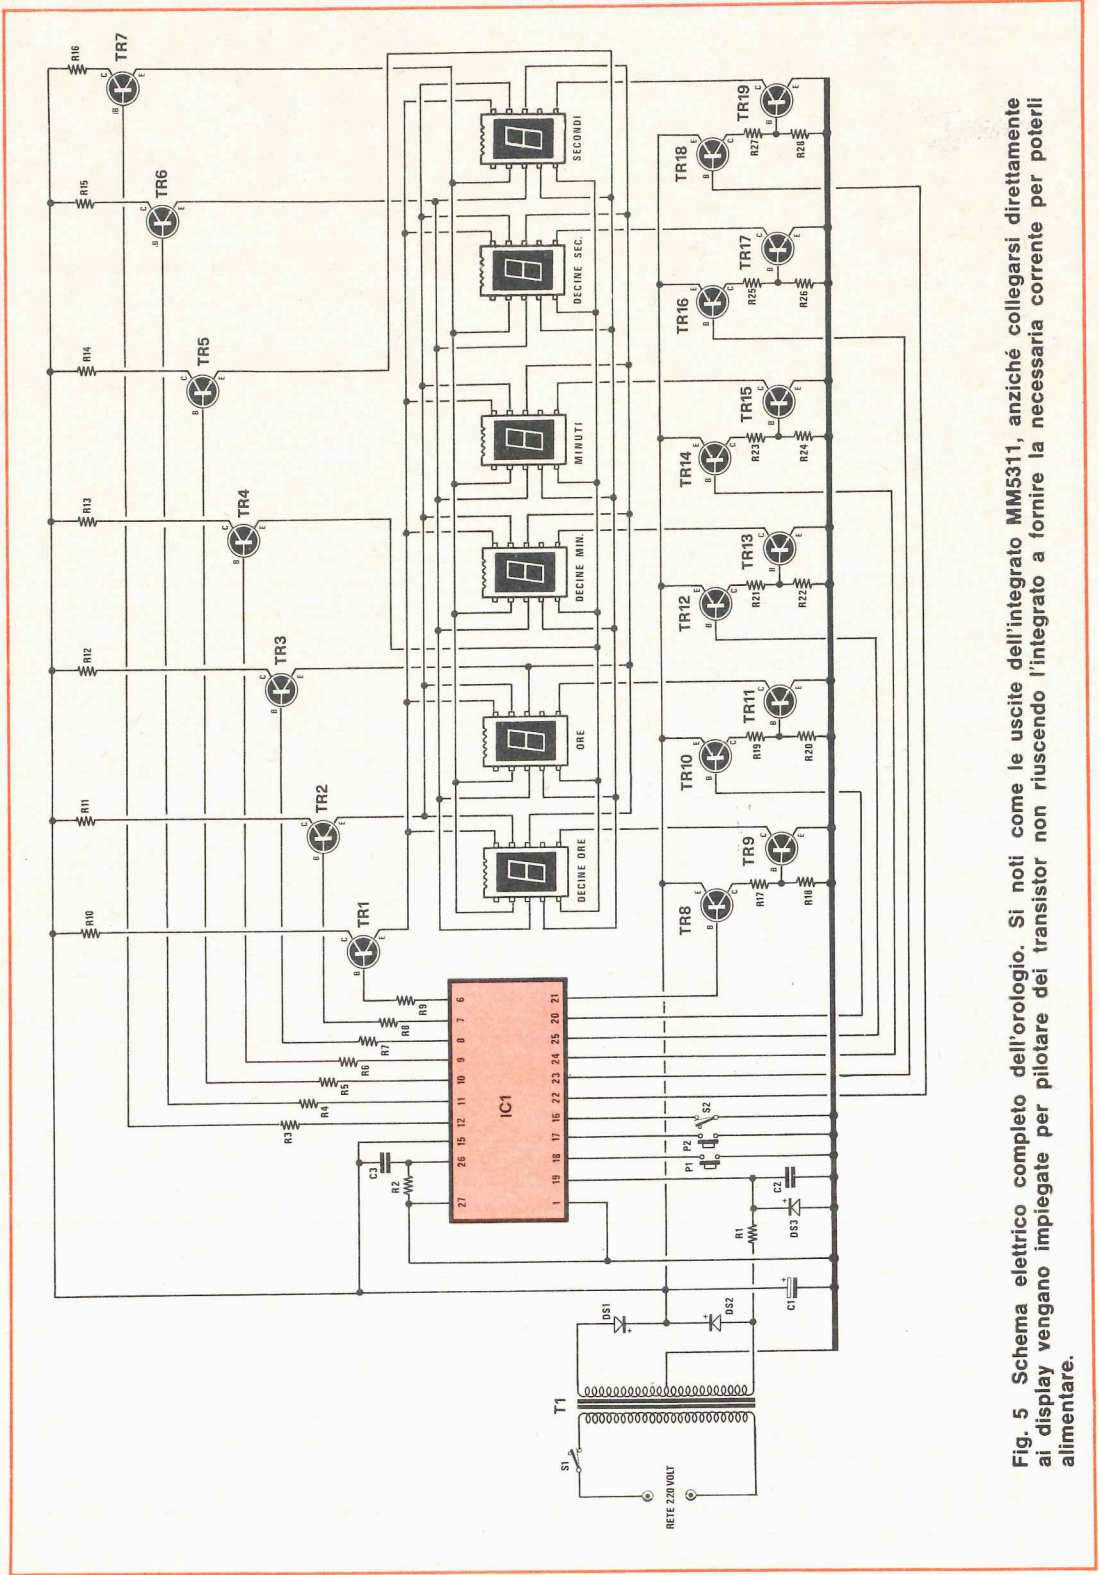 R10
R11
R12
R13
R14
R15
R16
TR1
TR2
TR3
TR4
TR5
TR6
TR7
C
B
E
C
B
E
C
B
E
C
B
E
C
B
E
C
B
E
C
B
E
R3
R4
R5
R6
R7
R8
R9
C3
R2
27
26
15
12
11
10
9
8
7
6
IC1
1
19
18
17
16
22
23
24
25
20
21
DECINE ORE
ORE
DECINE MIN.
MINUTI
DECINE SEC.
SECONDI
T1
S1
RETE 220 VOLT
DS1
+
DS2
+
C1
+
R1
DS3
+
C2
P1
P2
S2
TR8
E
B
C
R17
R18
TR9
C
B
E
TR10
E
B
C
R19
R20
TR11
C
B
E
TR12
E
B
C
R21
R22
TR13
C
B
E
TR14
E
B
C
R23
R24
TR15
C
B
E
TR16
E
B
C
R25
R26
TR17
C
B
E
TR18
E
B
C
R27
R28
TR19
C
B
E
Fig. 5 Schema elettrico completo dell'orologio. Si noti come le uscite dell'integrato MM5311, anziché collegarsi direttamente
ai display vengano impiegate per pilotare dei transistor non riuscendo l'integrato a fornire la necessaria corrente per poterli
alimentare.